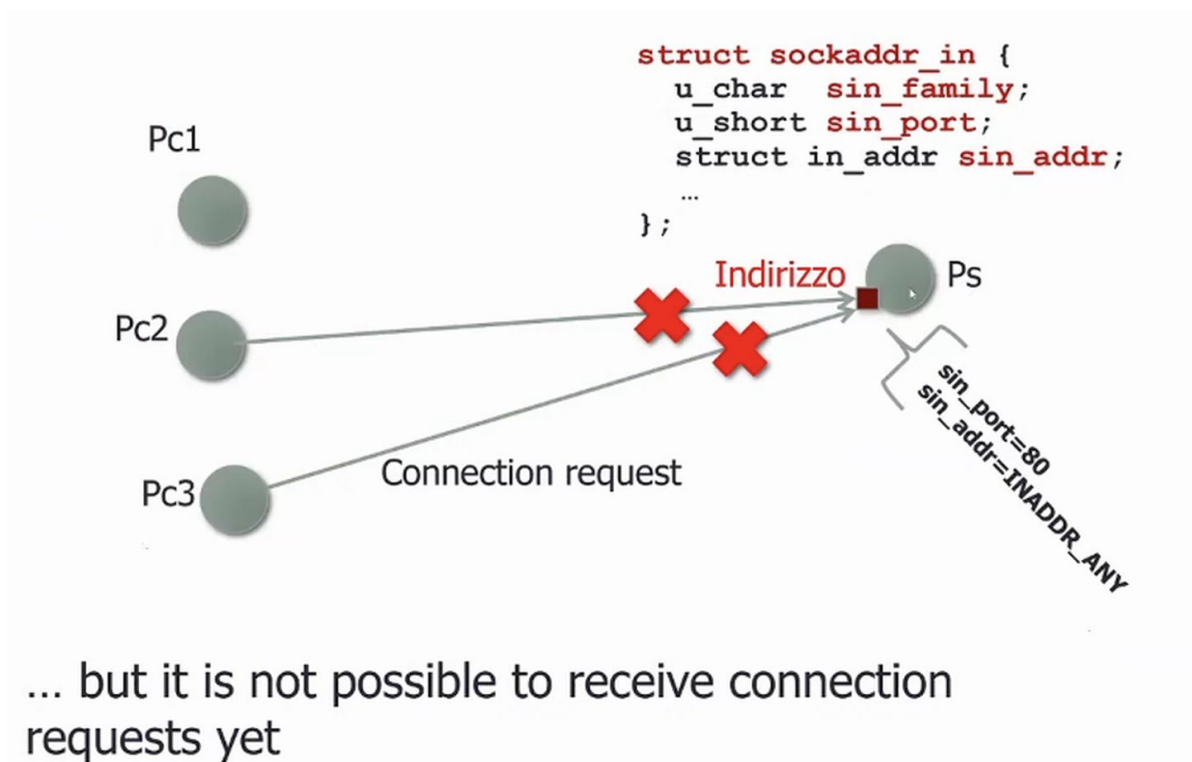 struct sockaddr_in {
u_char sin_family;
u_short sin_port;
struct in_addr sin_addr;
…
};
Pc1
Indirizzo
Ps
Pc2
sin_port=80
sin_addr=INADDR_ANY
Connection request
Pc3
... but it is not possible to receive connection
requests yet